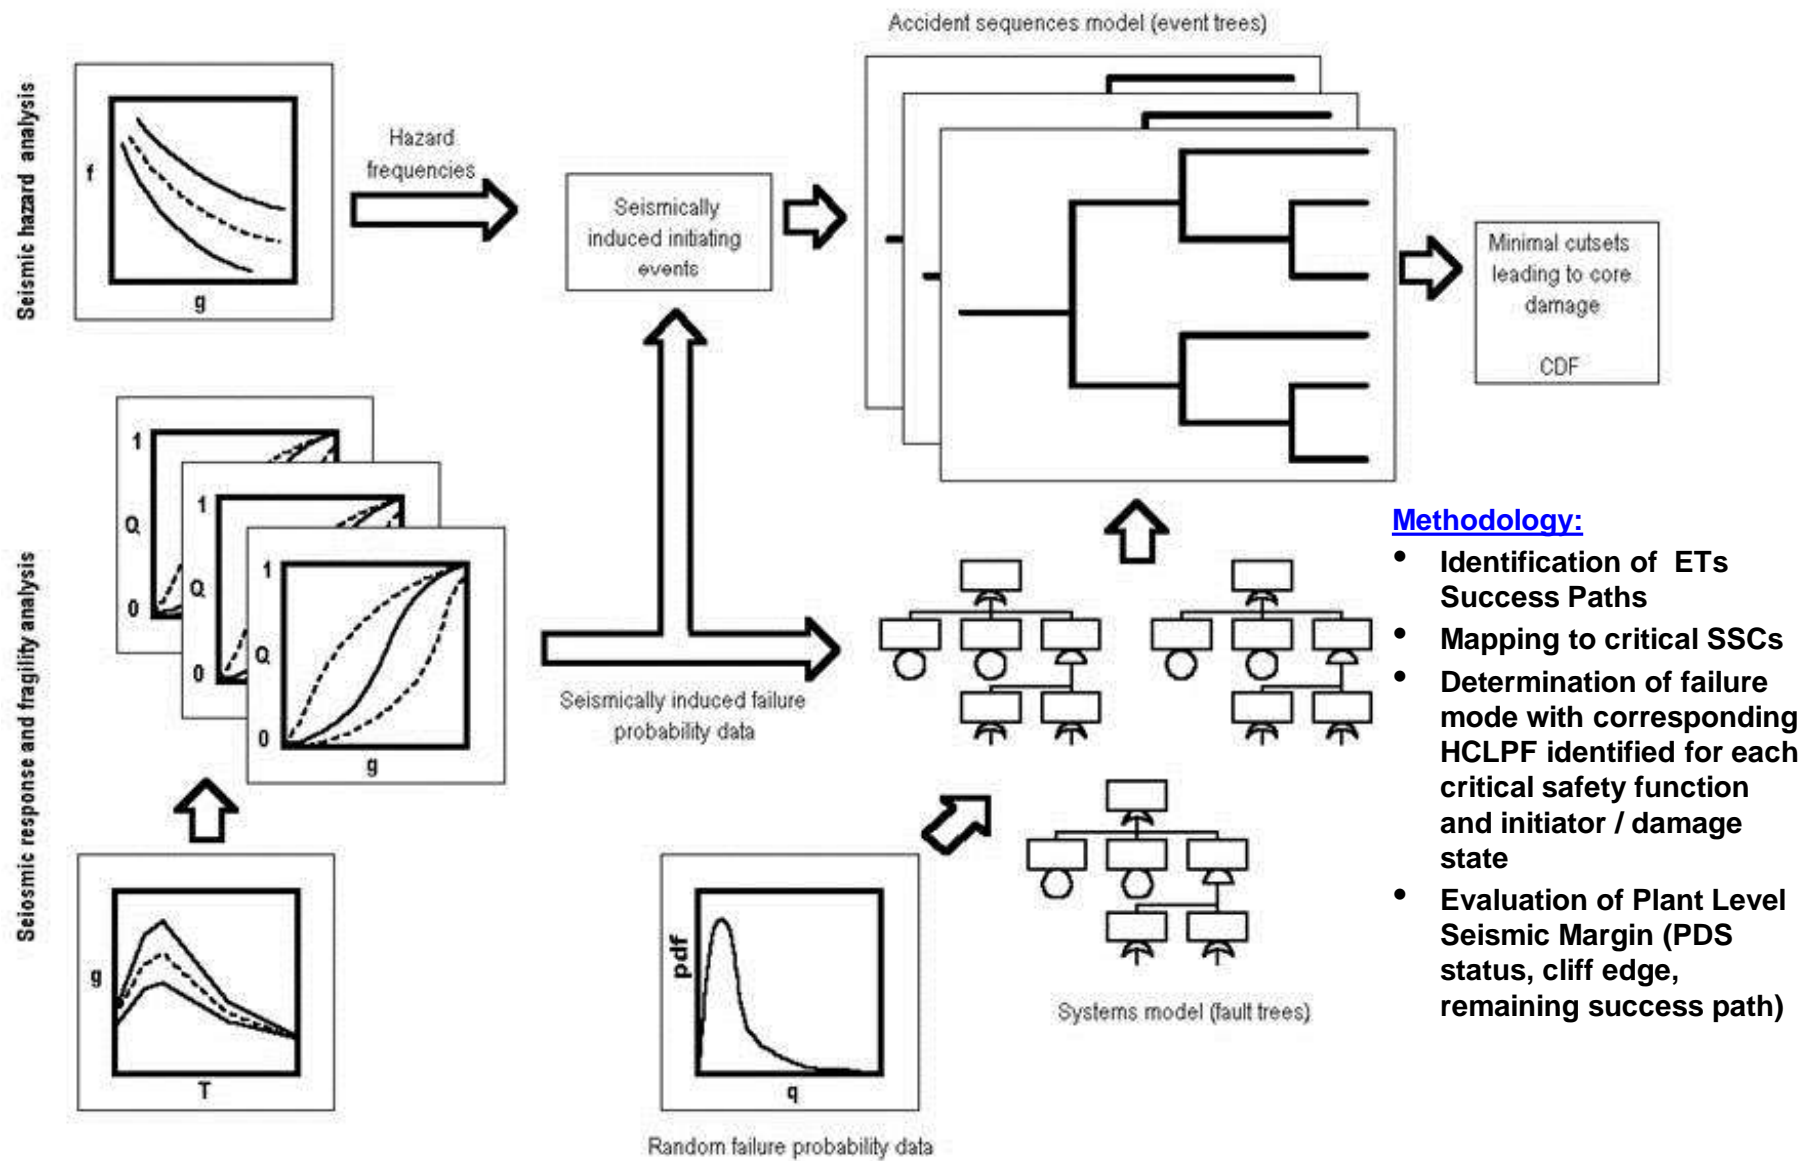 Accident sequences model (event trees)
Seismic hazard analysis
f
g
Hazard
frequencies
Seismically
induced initiating
events
Minimal cutsets
leading to core
damage
CDF
Seiosmic response and fragility analysis
1
Q
0
1
Q
0
1
Q
0
g
Seismically induced failure
probability data
g
T
pdf
q
Random failure probability data
Systems model (fault trees)
Methodology:
• Identification of ETs
Success Paths
• Mapping to critical SSCs
• Determination of failure
mode with corresponding
HCLPF identified for each
critical safety function
and initiator / damage
state
• Evaluation of Plant Level
Seismic Margin (PDS
status, cliff edge,
remaining success path)